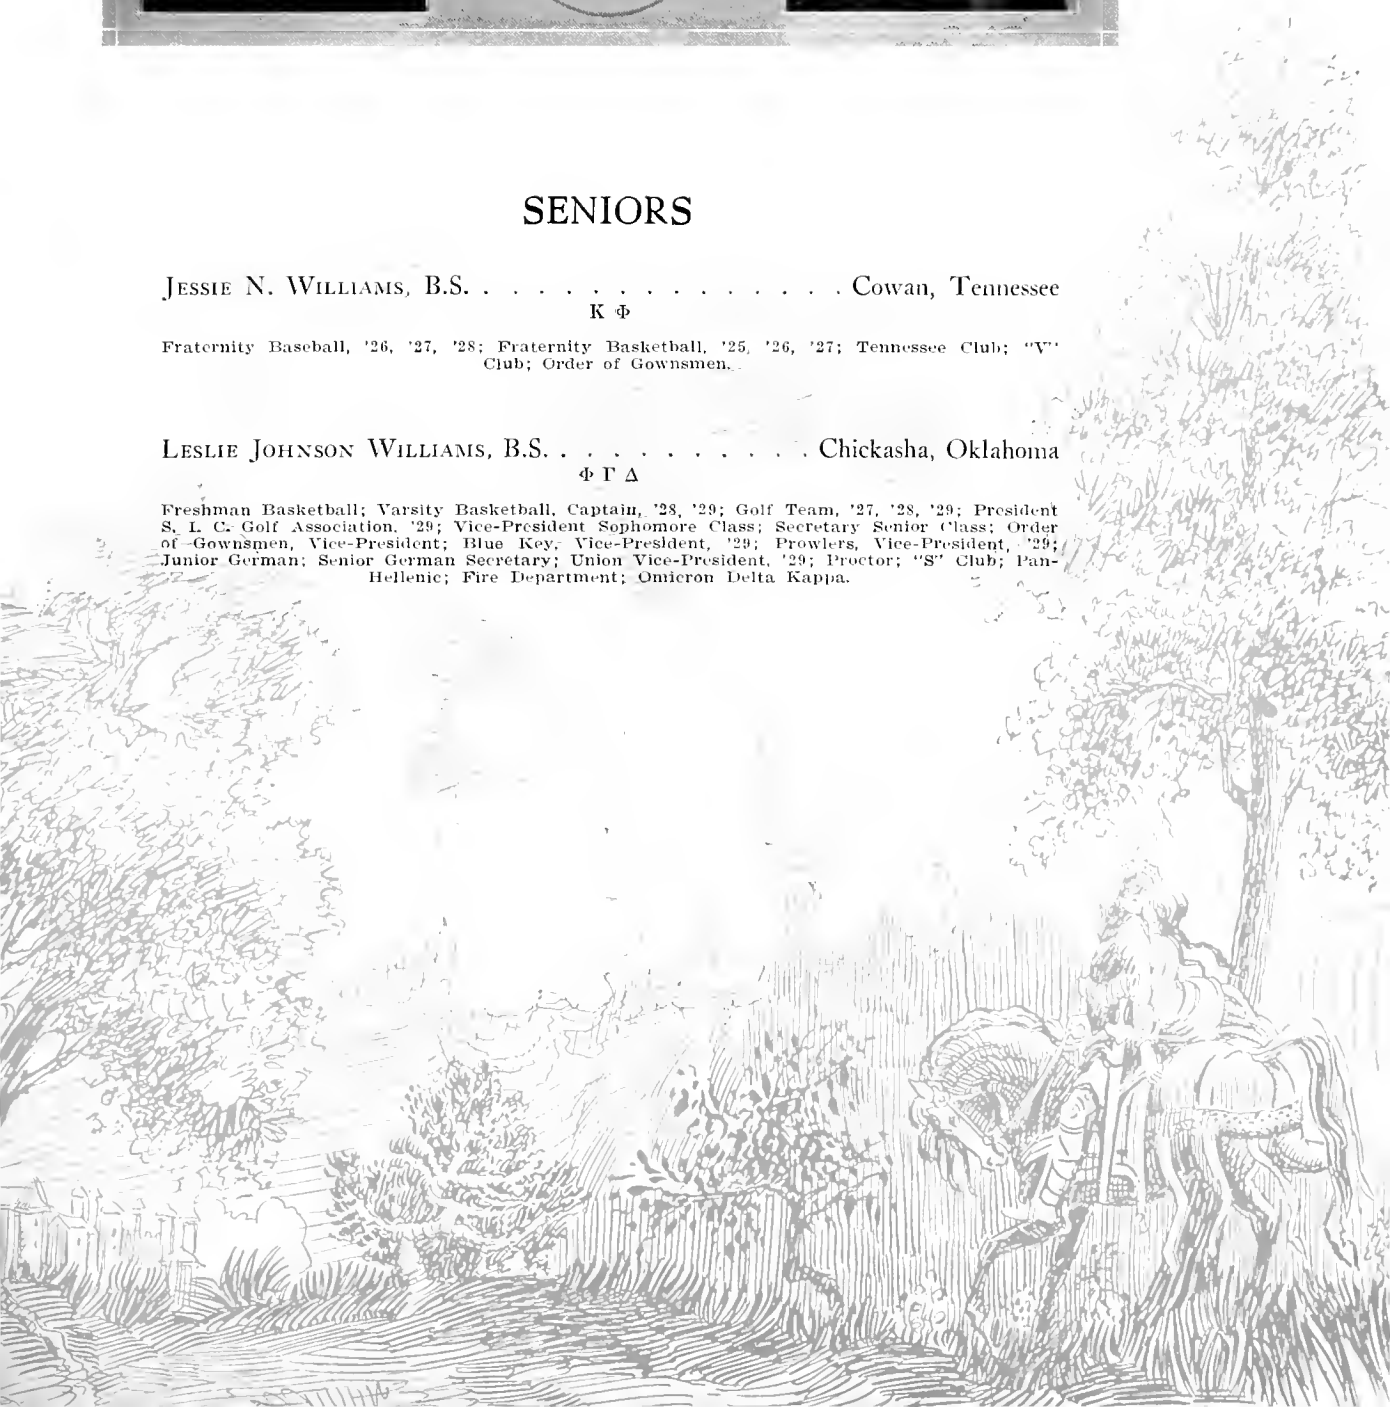 SENIORS
JESSIE N. WILLIAMS, B.S. . . . . . . . . . . . . . . Cowan, Tennessee
Κ Φ
Fraternity Baseball, '26, '27, '28; Fraternity Basketball, '25, '26, '27; Tennessee Club; "V"
Club; Order of Gownsmen.
LESLIE JOHNSON WILLIAMS, B.S. . . . . . . . . . . Chickasha, Oklahoma
Φ Γ Δ
Freshman Basketball; Varsity Basketball, Captain, '28, '29; Golf Team, '27, '28, '29; President
S. I. C. Golf Association, '29; Vice-President Sophomore Class; Secretary Senior Class; Order
of Gownsmen, Vice-President; Blue Key, Vice-President, '29; Prowlers, Vice-President, '29;
Junior German; Senior German Secretary; Union Vice-President, '29; Proctor; "S" Club; Pan-
Hellenic; Fire Department; Omicron Delta Kappa.